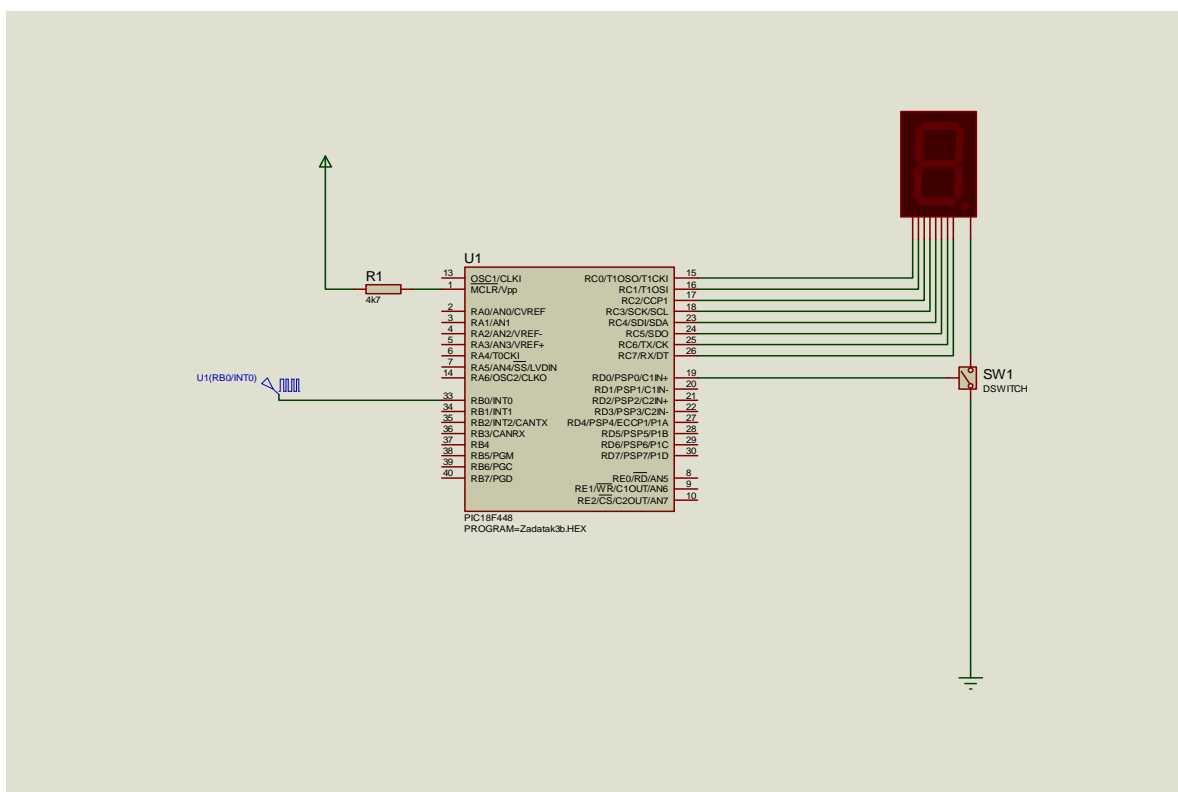 U1
R1
4k7
13 OSC1/CLKI
1 MCLR/Vpp
2 RA0/AN0/CVREF
3 RA1/AN1
4 RA2/AN2/VREF-
5 RA3/AN3/VREF+
6 RA4/T0CKI
7 RA5/AN4/SS/LVDIN
14 RA6/OSC2/CLKO
U1(RB0/INT0)
33 RB0/INT0
34 RB1/INT1
35 RB2/INT2/CANTX
36 RB3/CANRX
37 RB4
38 RB5/PGM
39 RB6/PGC
40 RB7/PGD
RC0/T1OSO/T1CKI 15
RC1/T1OSI 16
RC2/CCP1 17
RC3/SCK/SCL 18
RC4/SDI/SDA 23
RC5/SDO 24
RC6/TX/CK 25
RC7/RX/DT 26
RD0/PSP0/C1IN+ 19
RD1/PSP1/C1IN- 20
RD2/PSP2/C2IN+ 21
RD3/PSP3/C2IN- 22
RD4/PSP4/ECCP1/P1A 27
RD5/PSP5/P1B 28
RD6/PSP6/P1C 29
RD7/PSP7/P1D 30
RE0/RD/AN5 8
RE1/WR/C1OUT/AN6 9
RE2/CS/C2OUT/AN7 10
PIC18F448
PROGRAM=Zadatak3b.HEX
SW1
DSWITCH